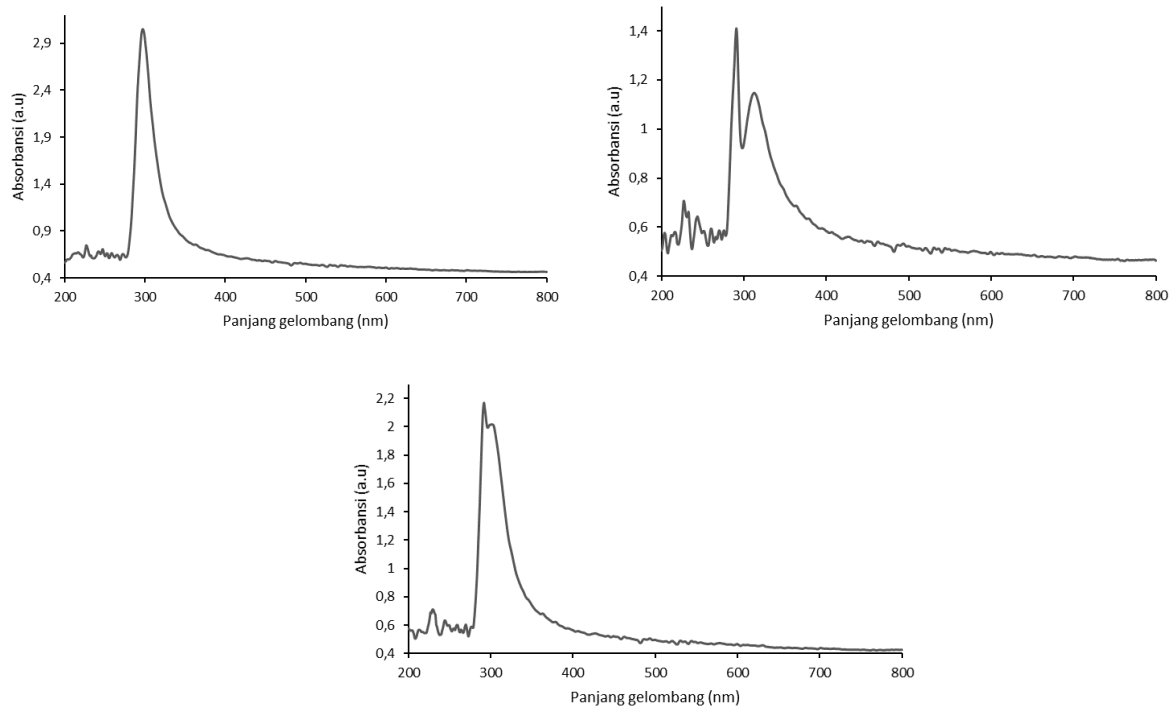 Absorbansi (a.u)
2,9
2,4
1,9
1,4
0,9
0,4
200 300 400 500 600 700 800
Panjang gelombang (nm)
Absorbansi (a.u)
1,4
1,2
1
0,8
0,6
0,4
200 300 400 500 600 700 800
Panjang gelombang (nm)
Absorbansi (a.u)
2,2
2
1,8
1,6
1,4
1,2
1
0,8
0,6
0,4
200 300 400 500 600 700 800
Panjang gelombang (nm)